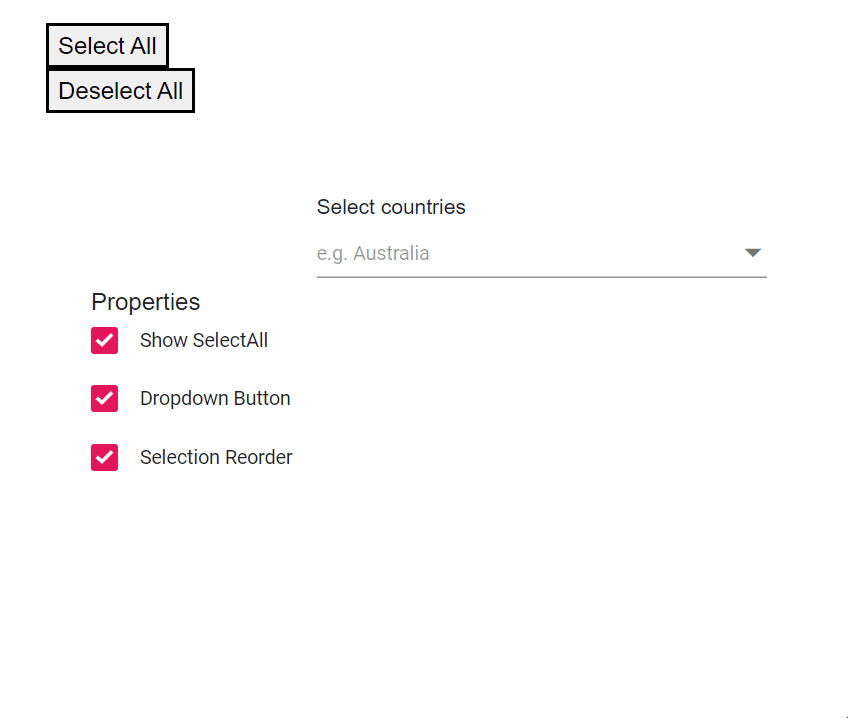 Select All
Deselect All
Select countries
e.g. Australia
Properties
Show SelectAll
Dropdown Button
Selection Reorder